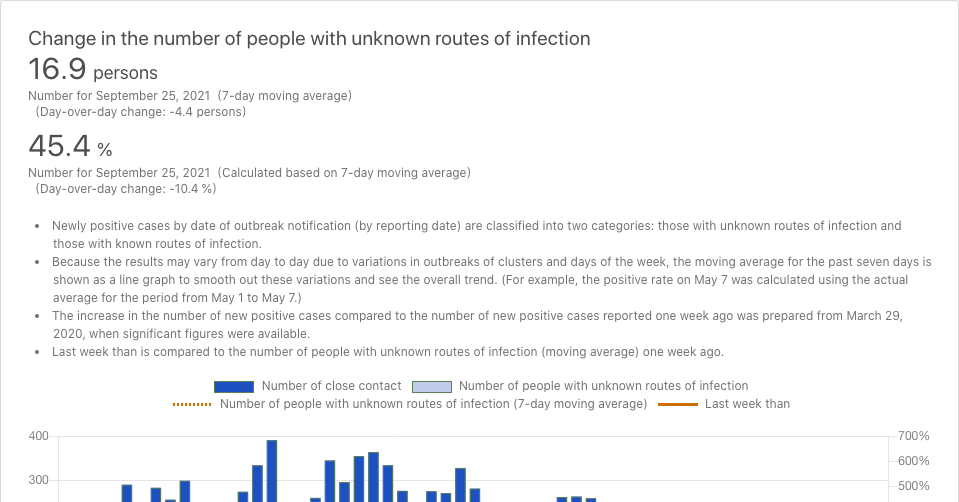 Change in the number of people with unknown routes of infection
16.9 persons
Number for September 25, 2021 (7-day moving average)
(Day-over-day change: -4.4 persons)
45.4 %
Number for September 25, 2021 (Calculated based on 7-day moving average)
(Day-over-day change: -10.4 %)
• Newly positive cases by date of outbreak notification (by reporting date) are classified into two categories: those with unknown routes of infection and
those with known routes of infection.
• Because the results may vary from day to day due to variations in outbreaks of clusters and days of the week, the moving average for the past seven days is
shown as a line graph to smooth out these variations and see the overall trend. (For example, the positive rate on May 7 was calculated using the actual
average for the period from May 1 to May 7.)
• The increase in the number of new positive cases compared to the number of new positive cases reported one week ago was prepared from March 29,
2020, when significant figures were available.
• Last week than is compared to the number of people with unknown routes of infection (moving average) one week ago.
Number of close contact Number of people with unknown routes of infection
Number of people with unknown routes of infection (7-day moving average) Last week than
400 700%
600%
300 500%